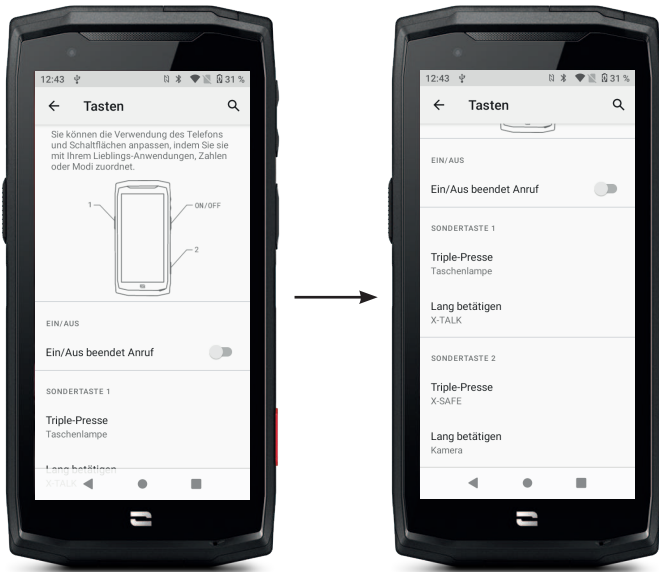 12:43 31 %
Tasten
Sie können die Verwendung des Telefons
und Schaltflächen anpassen, indem Sie sie
mit Ihrem Lieblings-Anwendungen, Zahlen
oder Modi zuordnet.
1
ON/OFF
2
EIN/AUS
Ein/Aus beendet Anruf
SONDERTASTE 1
Triple-Presse
Taschenlampe
Lang betätigen
X-TALK
12:43 31 %
Tasten
EIN/AUS
Ein/Aus beendet Anruf
SONDERTASTE 1
Triple-Presse
Taschenlampe
Lang betätigen
X-TALK
SONDERTASTE 2
Triple-Presse
X-SAFE
Lang betätigen
Kamera